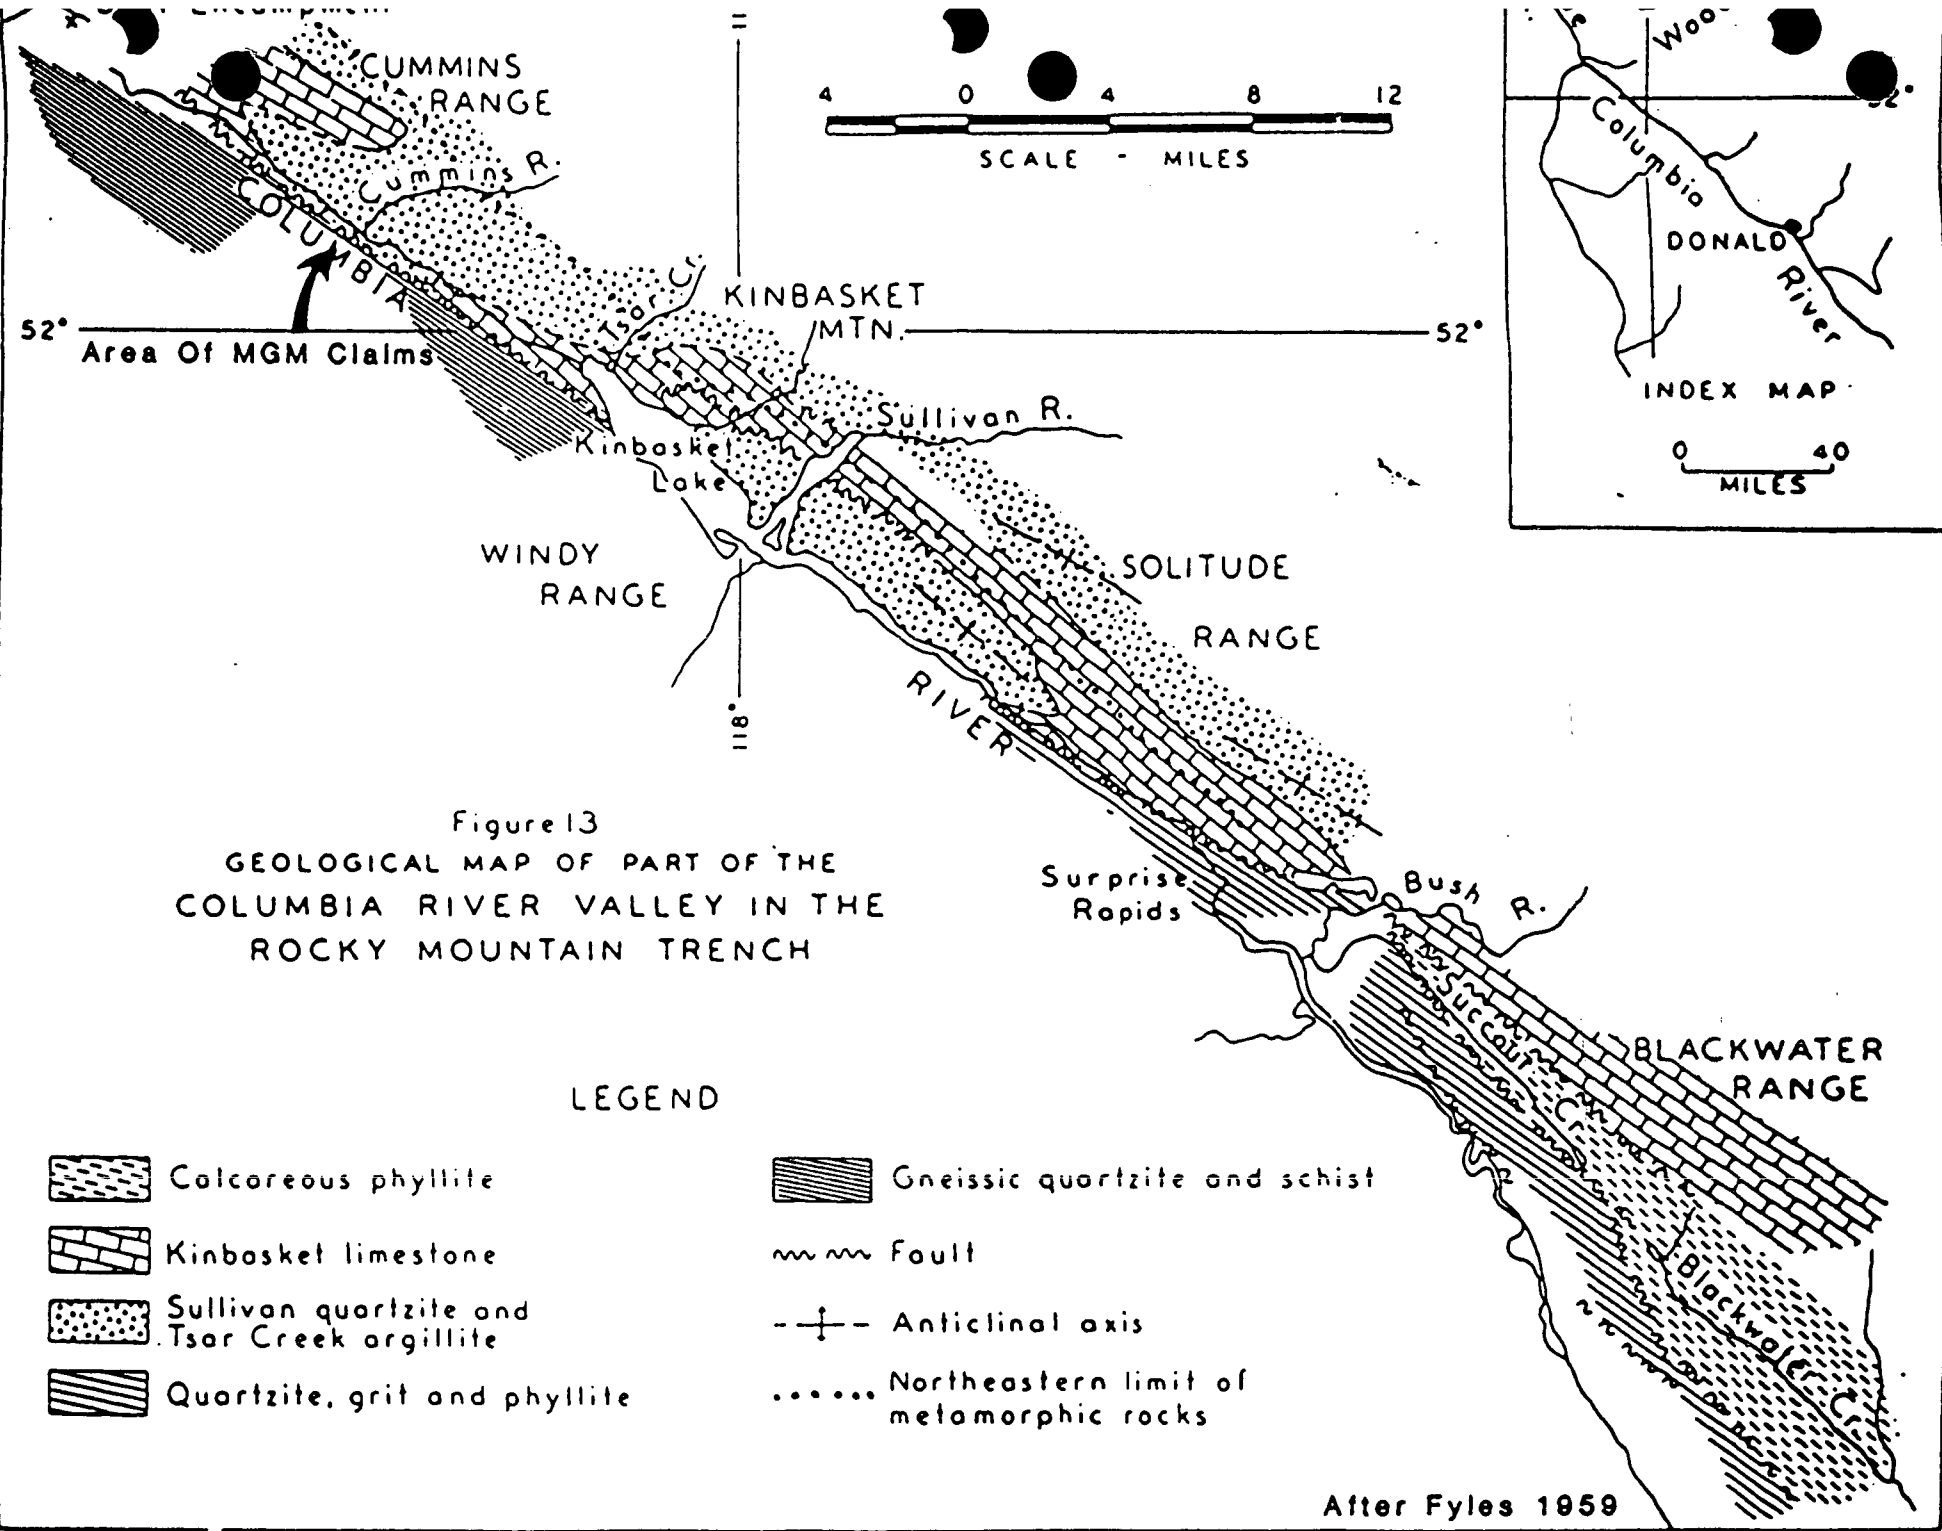 CUMMINS
RANGE
Cummins R.
COLUMBIA
Tsar Cr.
KINBASKET
MTN.
52°
52°
Area Of MGM Claims
4 0 4 8 12
SCALE - MILES
Columbia
DONALD
River
INDEX MAP
0 40
MILES
52°
Sullivan R.
Kinbasket
Lake
WINDY
RANGE
SOLITUDE
RANGE
RIVER
118°
Surprise
Rapids
Bush R.
Succour Cr.
BLACKWATER
RANGE
Blackwater Cr.
Figure 13
GEOLOGICAL MAP OF PART OF THE
COLUMBIA RIVER VALLEY IN THE
ROCKY MOUNTAIN TRENCH
LEGEND
Calcareous phyllite
Kinbasket limestone
Sullivan quartzite and
Tsar Creek argillite
Quartzite, grit and phyllite
Gneissic quartzite and schist
Fault
Anticlinal axis
Northeastern limit of
metamorphic rocks
After Fyles 1959